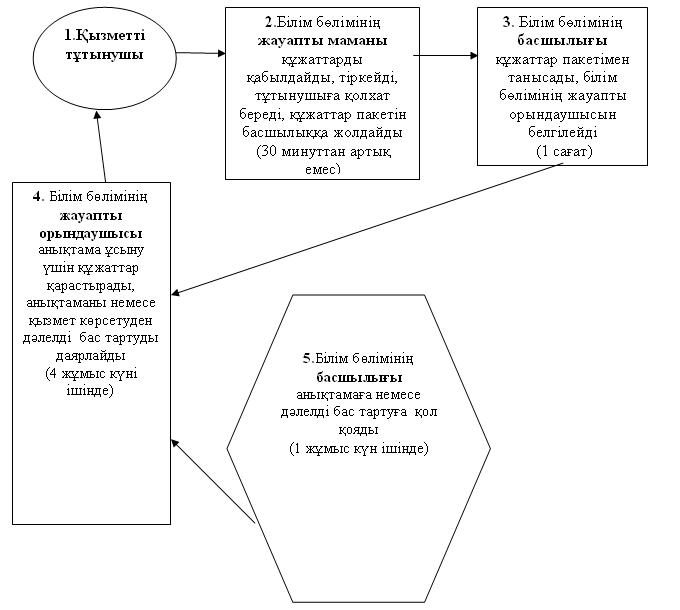 1.Қызметті
тұтынушы
2.Білім бөлімінің
жауапты маманы
құжаттарды
қабылдайды, тіркейді,
тұтынушыға қолхат
береді, құжаттар пакетін
басшылыққа жолдайды
(30 минуттан артық
емес)
3. Білім бөлімінің
басшылығы
құжаттар пакетімен
танысады, білім
бөлімінің жауапты
орындаушысын
белгілейді
(1 сағат)
4. Білім бөлімінің
жауапты
орындаушысы
анықтама ұсыну
үшін құжаттар
қарастырады,
анықтаманы немесе
қызмет көрсетуден
дәлелді бас тартуды
даярлайды
(4 жұмыс күні
ішінде)
5.Білім бөлімінің
басшылығы
анықтамаға немесе
дәлелді бас тартуға қол
қояды
(1 жұмыс күн ішінде)